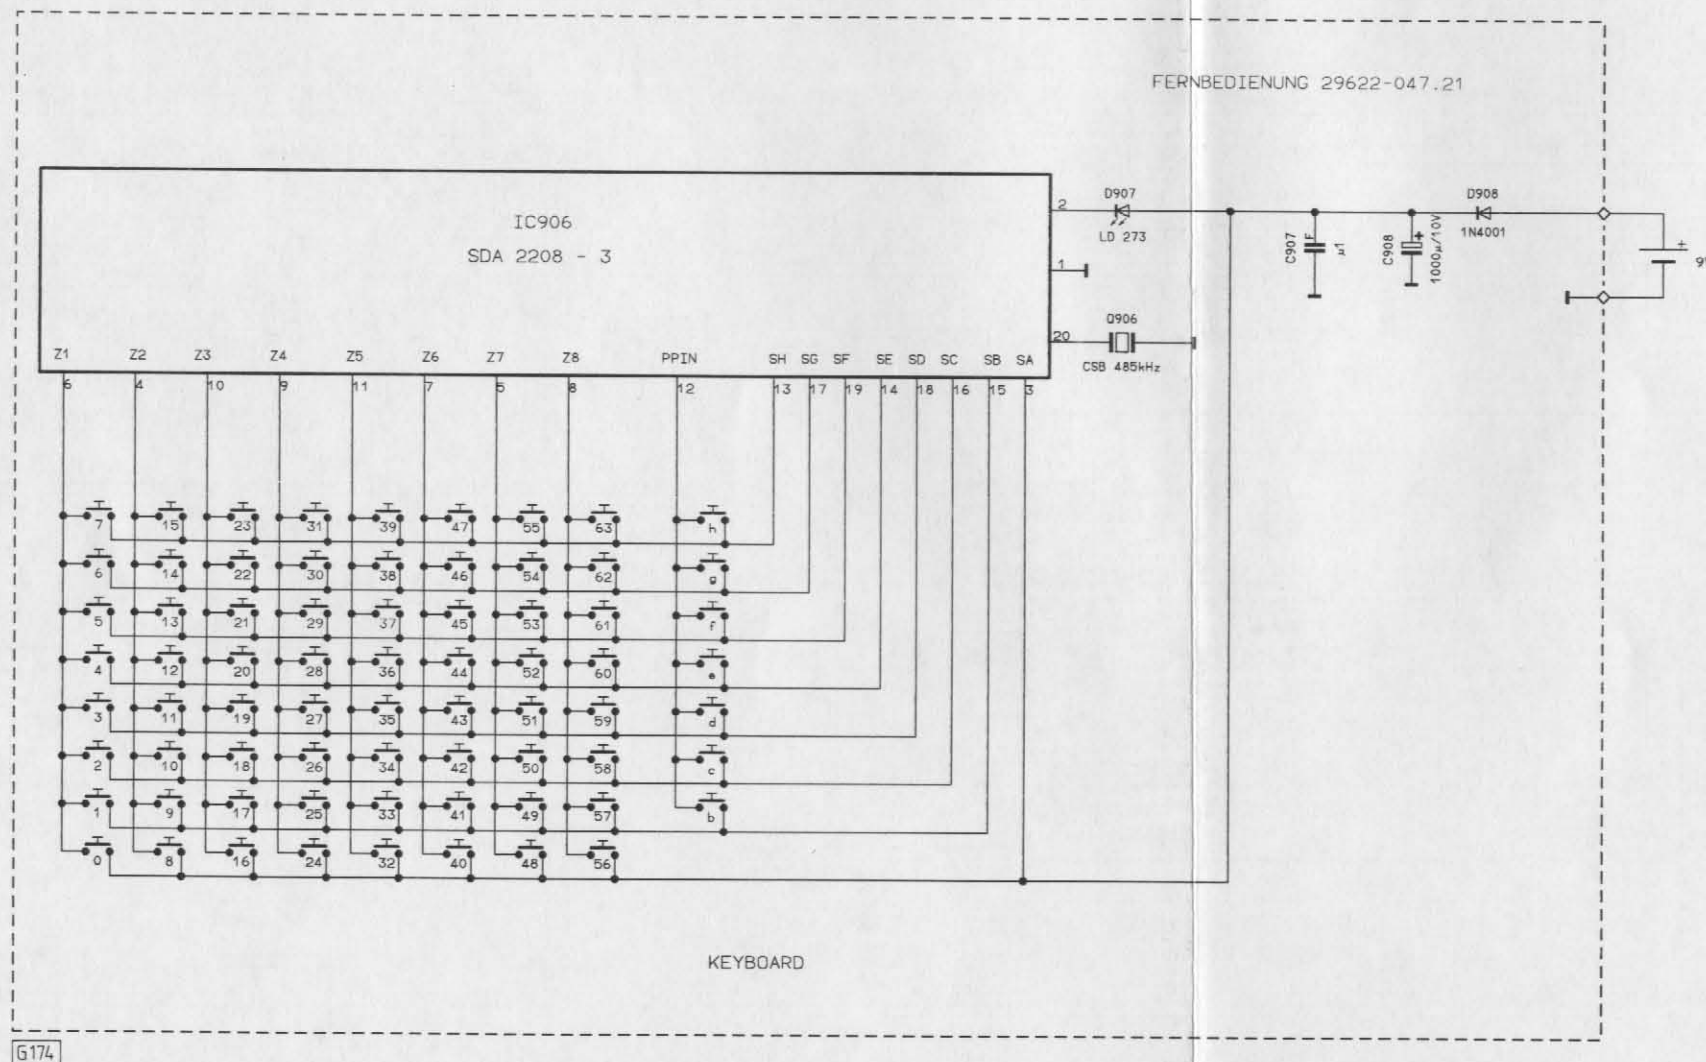 FERNBEDIENUNG 29622-047.21
IC906
SDA 2208 - 3
2
D907
LD 273
D908
1N4001
C907
µ1
C908
1000µ/10V
+
+
1
20
Q906
CSB 485kHz
Z1 Z2 Z3 Z4 Z5 Z6 Z7 Z8 PPIN SH SG SF SE SD SC SB SA
6 4 10 9 11 7 5 8 12 13 17 19 14 18 16 15 3
7 15 23 31 39 47 55 63 h
6 14 22 30 38 46 54 62 g
5 13 21 29 37 45 53 61 f
4 12 20 28 36 44 52 60 e
3 11 19 27 35 43 51 59 d
2 10 18 26 34 42 50 58 c
1 9 17 25 33 41 49 57 b
0 8 16 24 32 40 48 56
KEYBOARD
G174